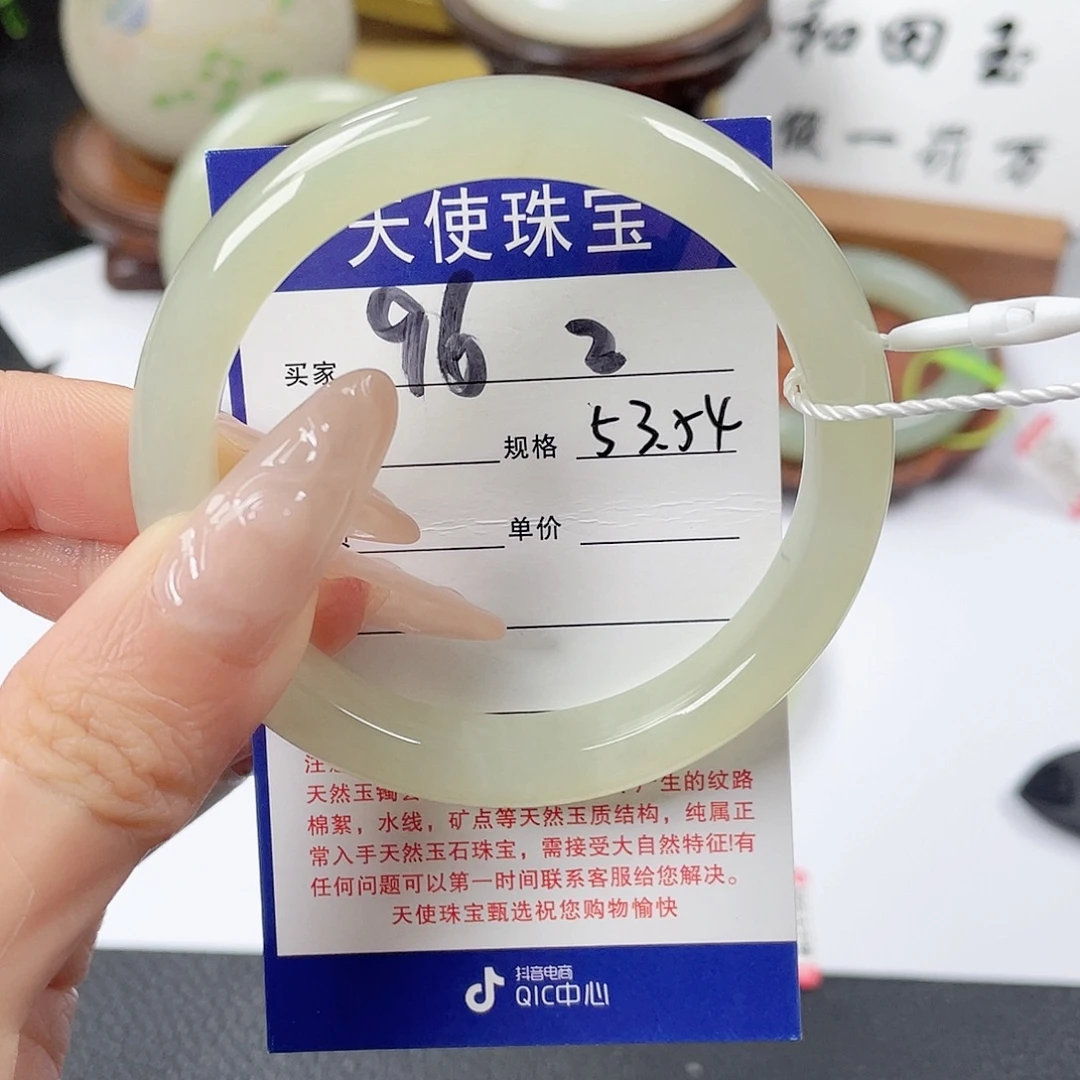 和田玉
假一罚万
天使珠宝
买家 96 2
规格 53.54
单价
天然玉镯
生的纹路
棉絮，水线，矿点等天然玉质结构，纯属正
常入手天然玉石珠宝，需接受大自然特征!有
任何问题可以第一时间联系客服给您解决。
天使珠宝甄选祝您购物愉快
抖音电商
QIC中心